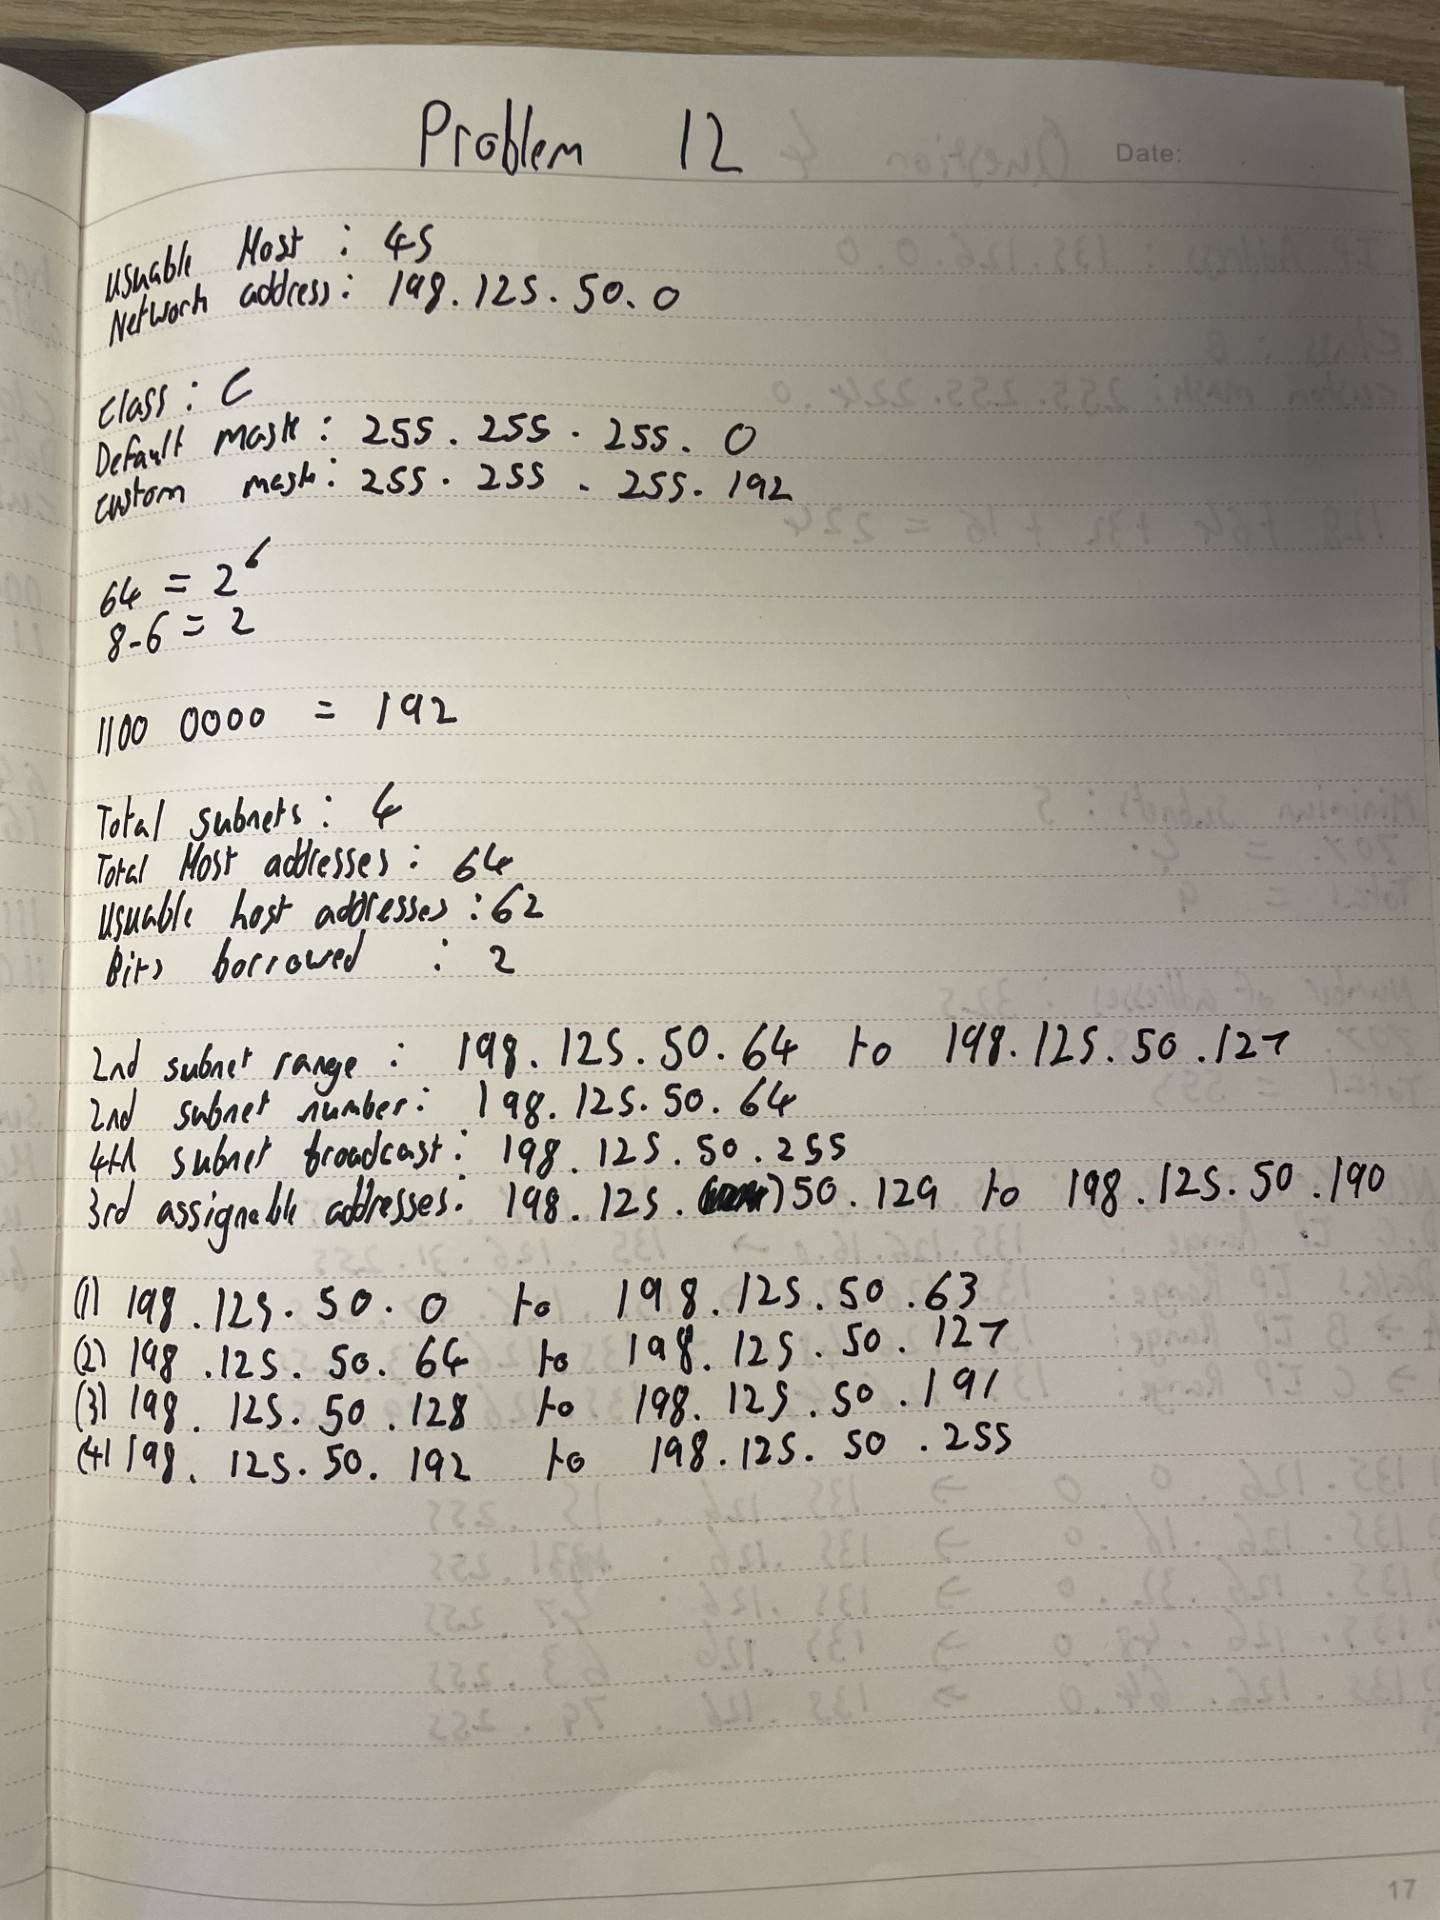 Problem 12
Date:
Usuable Host : 45
Network address : 198.125.50.0
Class : C
Default mask : 255.255.255.0
custom mask : 255.255.255.192
64 = 2^6
8-6 = 2
1100 0000 = 192
Total subnets : 4
Total Host addresses : 64
Usuable host addresses : 62
Bits borrowed : 2
2nd subnet range : 198.125.50.64 to 198.125.50.127
2nd subnet number : 198.125.50.64
4th subnet broadcast : 198.125.50.255
3rd assignable addresses : 198.125.50.129 to 198.125.50.190
(1) 198.125.50.0 to 198.125.50.63
(2) 198.125.50.64 to 198.125.50.127
(3) 198.125.50.128 to 198.125.50.191
(4) 198.125.50.192 to 198.125.50.255
17